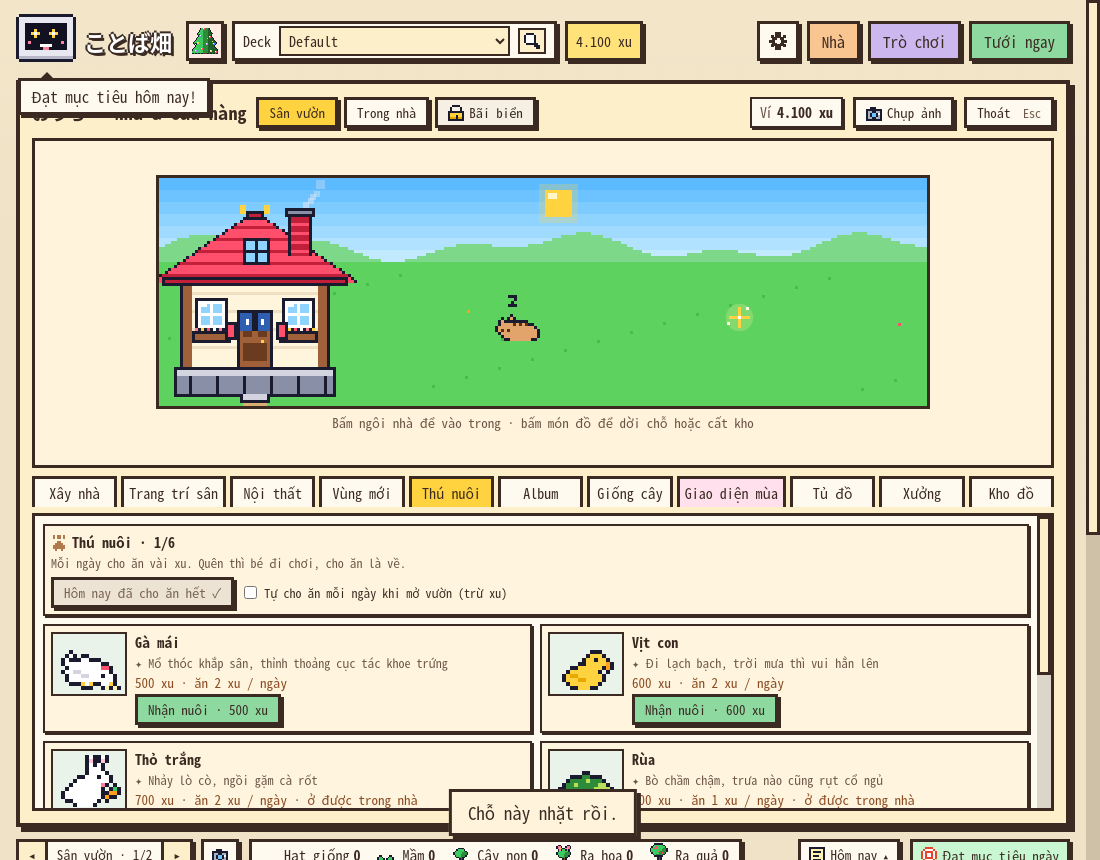 ことば畑
Deck Default 4.100 xu Nhà Trò chơi Tưới ngay
Đạt mục tiêu hôm nay!
hàng Sân vườn Trong nhà Bãi biển Ví 4.100 xu Chụp ảnh Thoát Esc
Bấm ngôi nhà để vào trong · bấm món đồ để dời chỗ hoặc cất kho
Xây nhà Trang trí sân Nội thất Vùng mới Thú nuôi Album Giống cây Giao diện mùa Tủ đồ Xưởng Kho đồ
Thú nuôi · 1/6
Mỗi ngày cho ăn vài xu. Quên thì bé đi chơi, cho ăn là về.
Hôm nay đã cho ăn hết ✓ Tự cho ăn mỗi ngày khi mở vườn (trừ xu)
Gà mái
✦ Mổ thóc khắp sân, thỉnh thoảng cục tác khoe trứng
500 xu · ăn 2 xu / ngày
Nhận nuôi · 500 xu
Vịt con
✦ Đi lạch bạch, trời mưa thì vui hẳn lên
600 xu · ăn 2 xu / ngày
Nhận nuôi · 600 xu
Thỏ trắng
✦ Nhảy lò cò, ngồi gặm cà rốt
700 xu · ăn 2 xu / ngày · ở được trong nhà
Rùa
✦ Bò chầm chậm, trưa nào cũng rụt cổ ngủ
xu · ăn 1 xu / ngày · ở được trong nhà
Chỗ này nhặt rồi.
◂ Sân vườn · 1/2 ▸ Hạt giống 0 Mầm 0 Cây non 0 Ra hoa 0 Ra quả 0 Hôm nay ▴ Đạt mục tiêu ngày